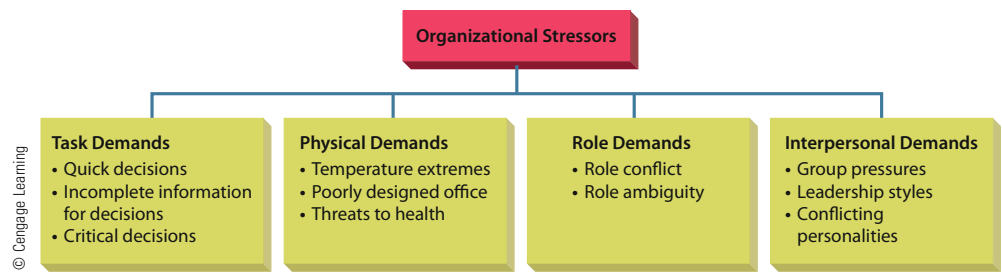 Organizational Stressors
Task Demands
• Quick decisions
• Incomplete information
for decisions
• Critical decisions
Physical Demands
• Temperature extremes
• Poorly designed office
• Threats to health
Role Demands
• Role conflict
• Role ambiguity
Interpersonal Demands
• Group pressures
• Leadership styles
• Conflicting
personalities
© Cengage Learning